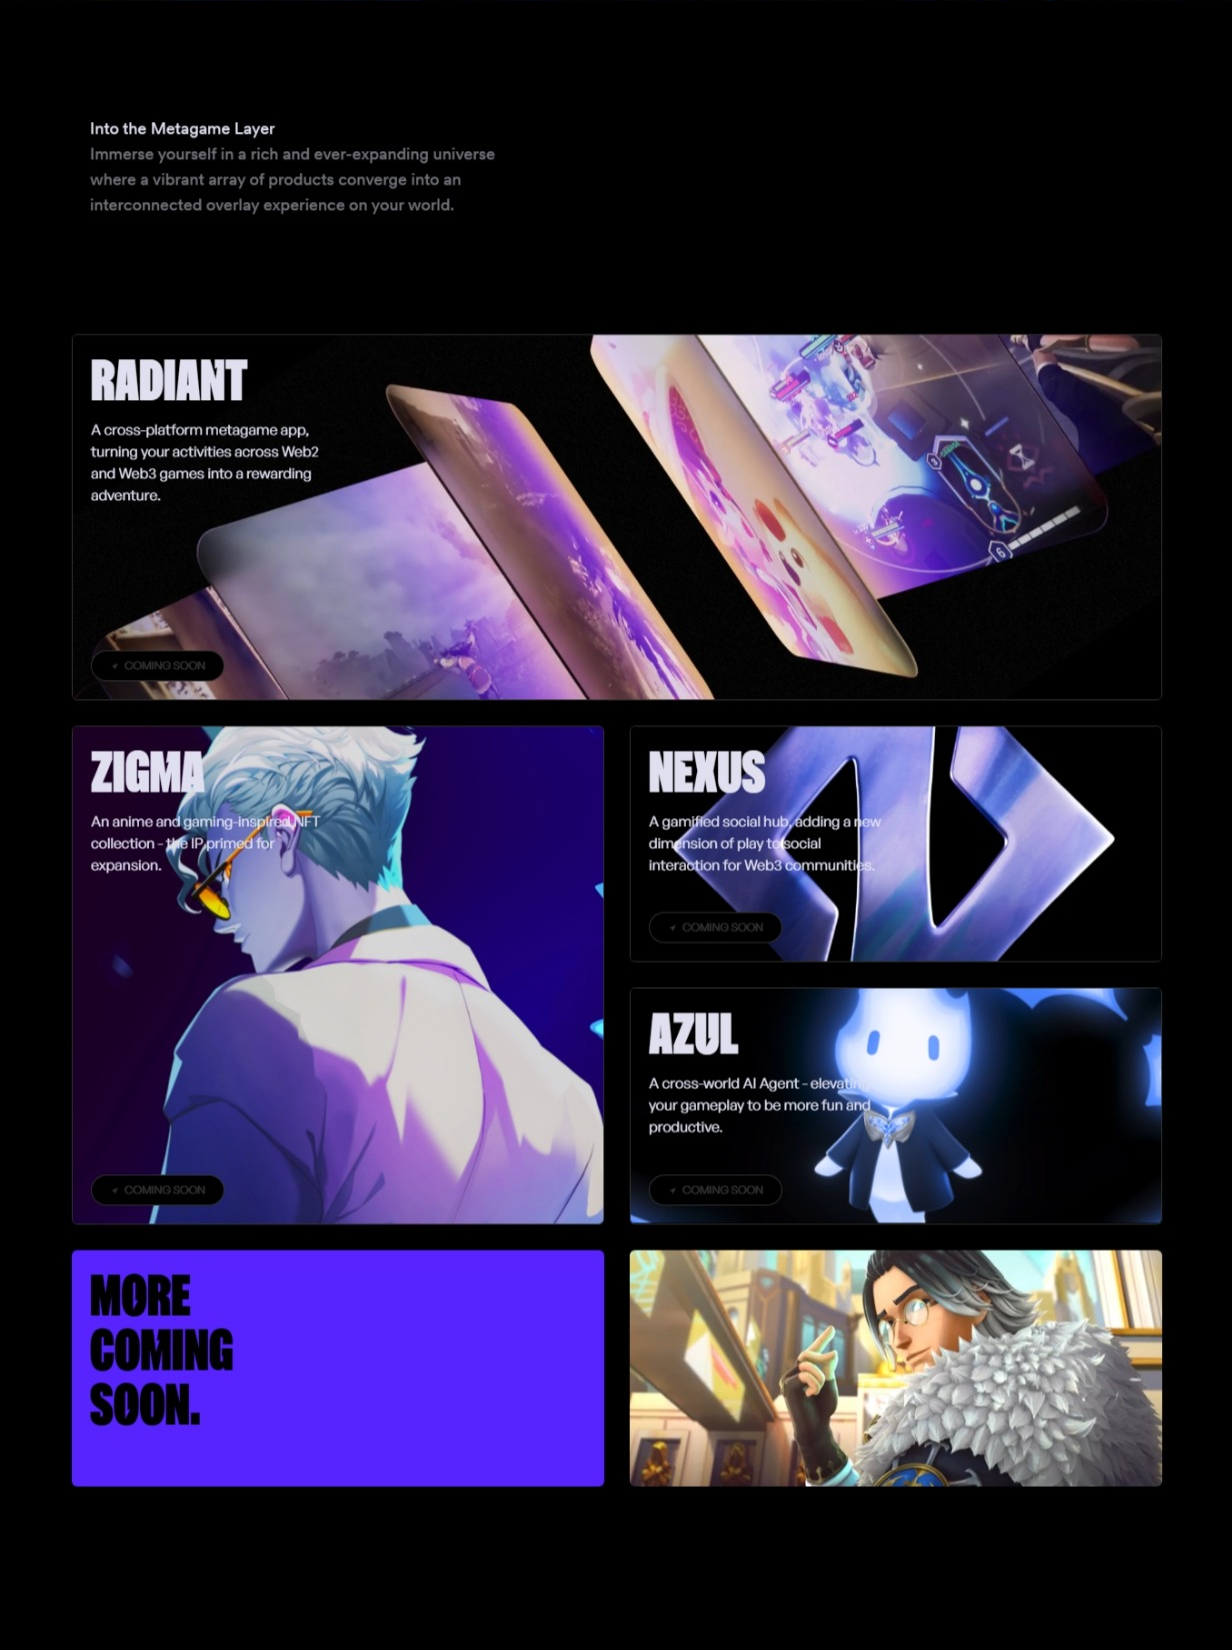 Into the Metagame Layer
Immerse yourself in a rich and ever-expanding universe
where a vibrant array of products converge into an
interconnected overlay experience on your world.
RADIANT
A cross-platform metagame app,
turning your activities across Web2
and Web3 games into a rewarding
adventure.
COMING SOON
ZIGMA
An anime and gaming-inspired NFT
collection - the IP primed for
expansion.
COMING SOON
NEXUS
A gamified social hub, adding a new
dimension of play to social
interaction for Web3 communities.
COMING SOON
AZUL
A cross-world AI Agent - elevating
your gameplay to be more fun and
productive.
COMING SOON
MORE
COMING
SOON.
6